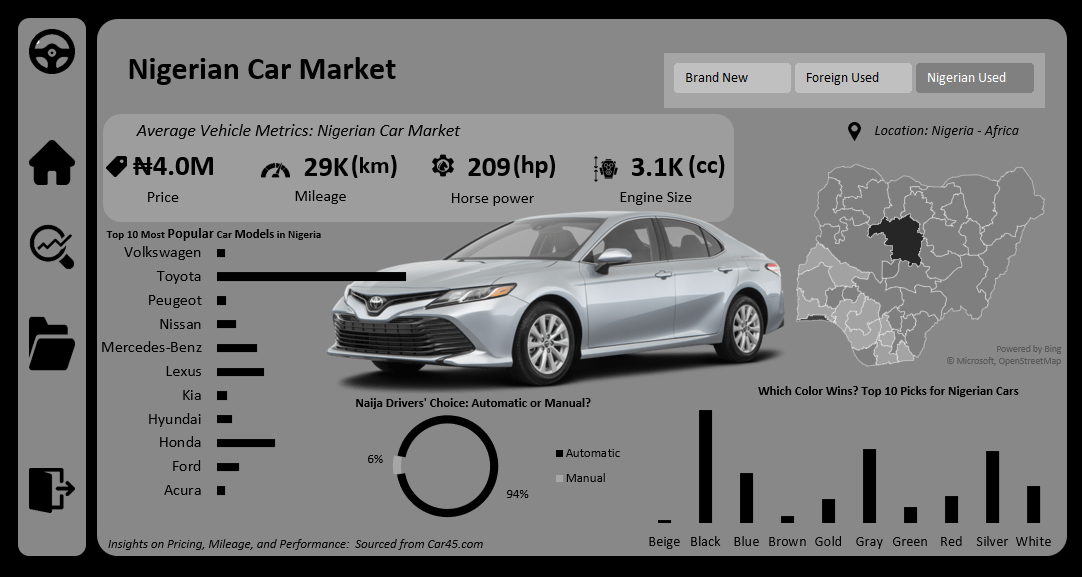 Nigerian Car Market
Brand New
Foreign Used
Nigerian Used
Average Vehicle Metrics: Nigerian Car Market
₦4.0M
29K (km)
209 (hp)
3.1K (cc)
Price
Mileage
Horse power
Engine Size
Location: Nigeria - Africa
Top 10 Most Popular Car Models in Nigeria
Volkswagen
Toyota
Peugeot
Nissan
Mercedes-Benz
Lexus
Kia
Hyundai
Honda
Ford
Acura
Powered by Bing
© Microsoft, OpenStreetMap
Naija Drivers' Choice: Automatic or Manual?
6%
94%
Automatic
Manual
Which Color Wins? Top 10 Picks for Nigerian Cars
Beige Black Blue Brown Gold Gray Green Red Silver White
Insights on Pricing, Mileage, and Performance: Sourced from Car45.com